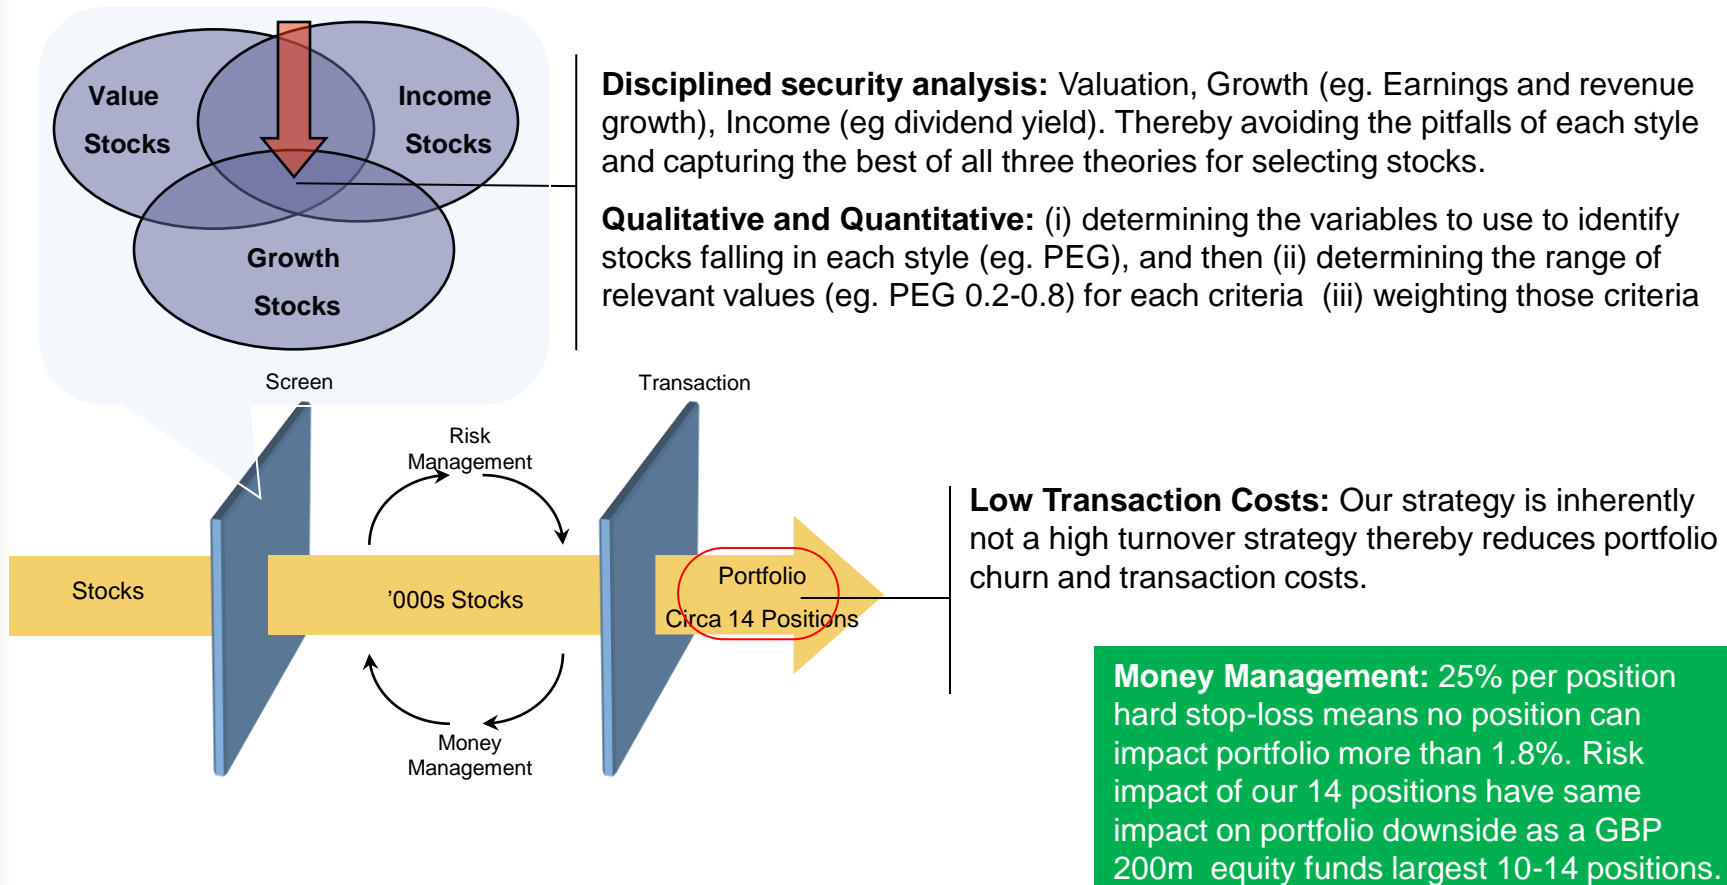 Value
Stocks
Income
Stocks
Growth
Stocks
Disciplined security analysis: Valuation, Growth (eg. Earnings and revenue
growth), Income (eg dividend yield). Thereby avoiding the pitfalls of each style
and capturing the best of all three theories for selecting stocks.
Qualitative and Quantitative: (i) determining the variables to use to identify
stocks falling in each style (eg. PEG), and then (ii) determining the range of
relevant values (eg. PEG 0.2-0.8) for each criteria  (iii) weighting those criteria
Screen
Transaction
Risk
Management
Stocks
’000s Stocks
Portfolio
Circa 14 Positions
Money
Management
Low Transaction Costs: Our strategy is inherently
not a high turnover strategy thereby reduces portfolio
churn and transaction costs.
Money Management: 25% per position
hard stop-loss means no position can
impact portfolio more than 1.8%. Risk
impact of our 14 positions have same
impact on portfolio downside as a GBP
200m  equity funds largest 10-14 positions.